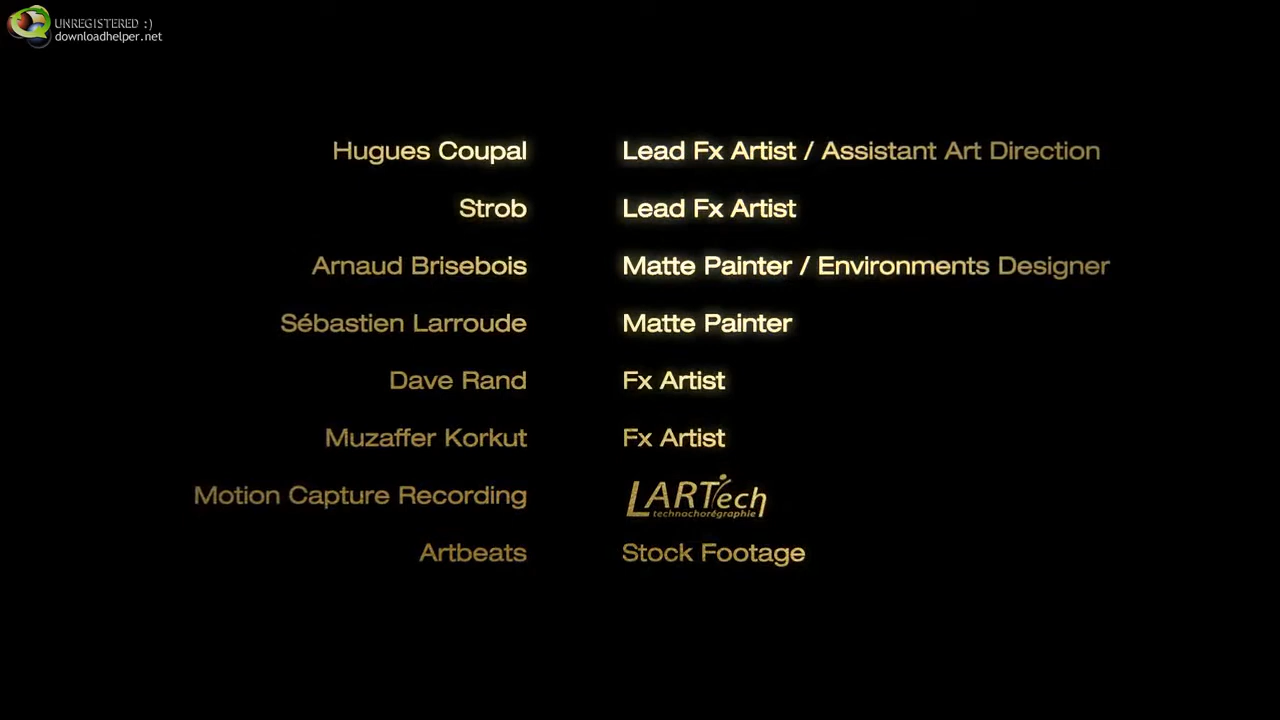 UNREGISTERED :)
downloadhelper.net
Hugues Coupal Lead Fx Artist / Assistant Art Direction
Strob Lead Fx Artist
Arnaud Brisebois Matte Painter / Environments Designer
Sébastien Larroude Matte Painter
Dave Rand Fx Artist
Muzaffer Korkut Fx Artist
Motion Capture Recording LARTech
technochorégraphie
Artbeats Stock Footage